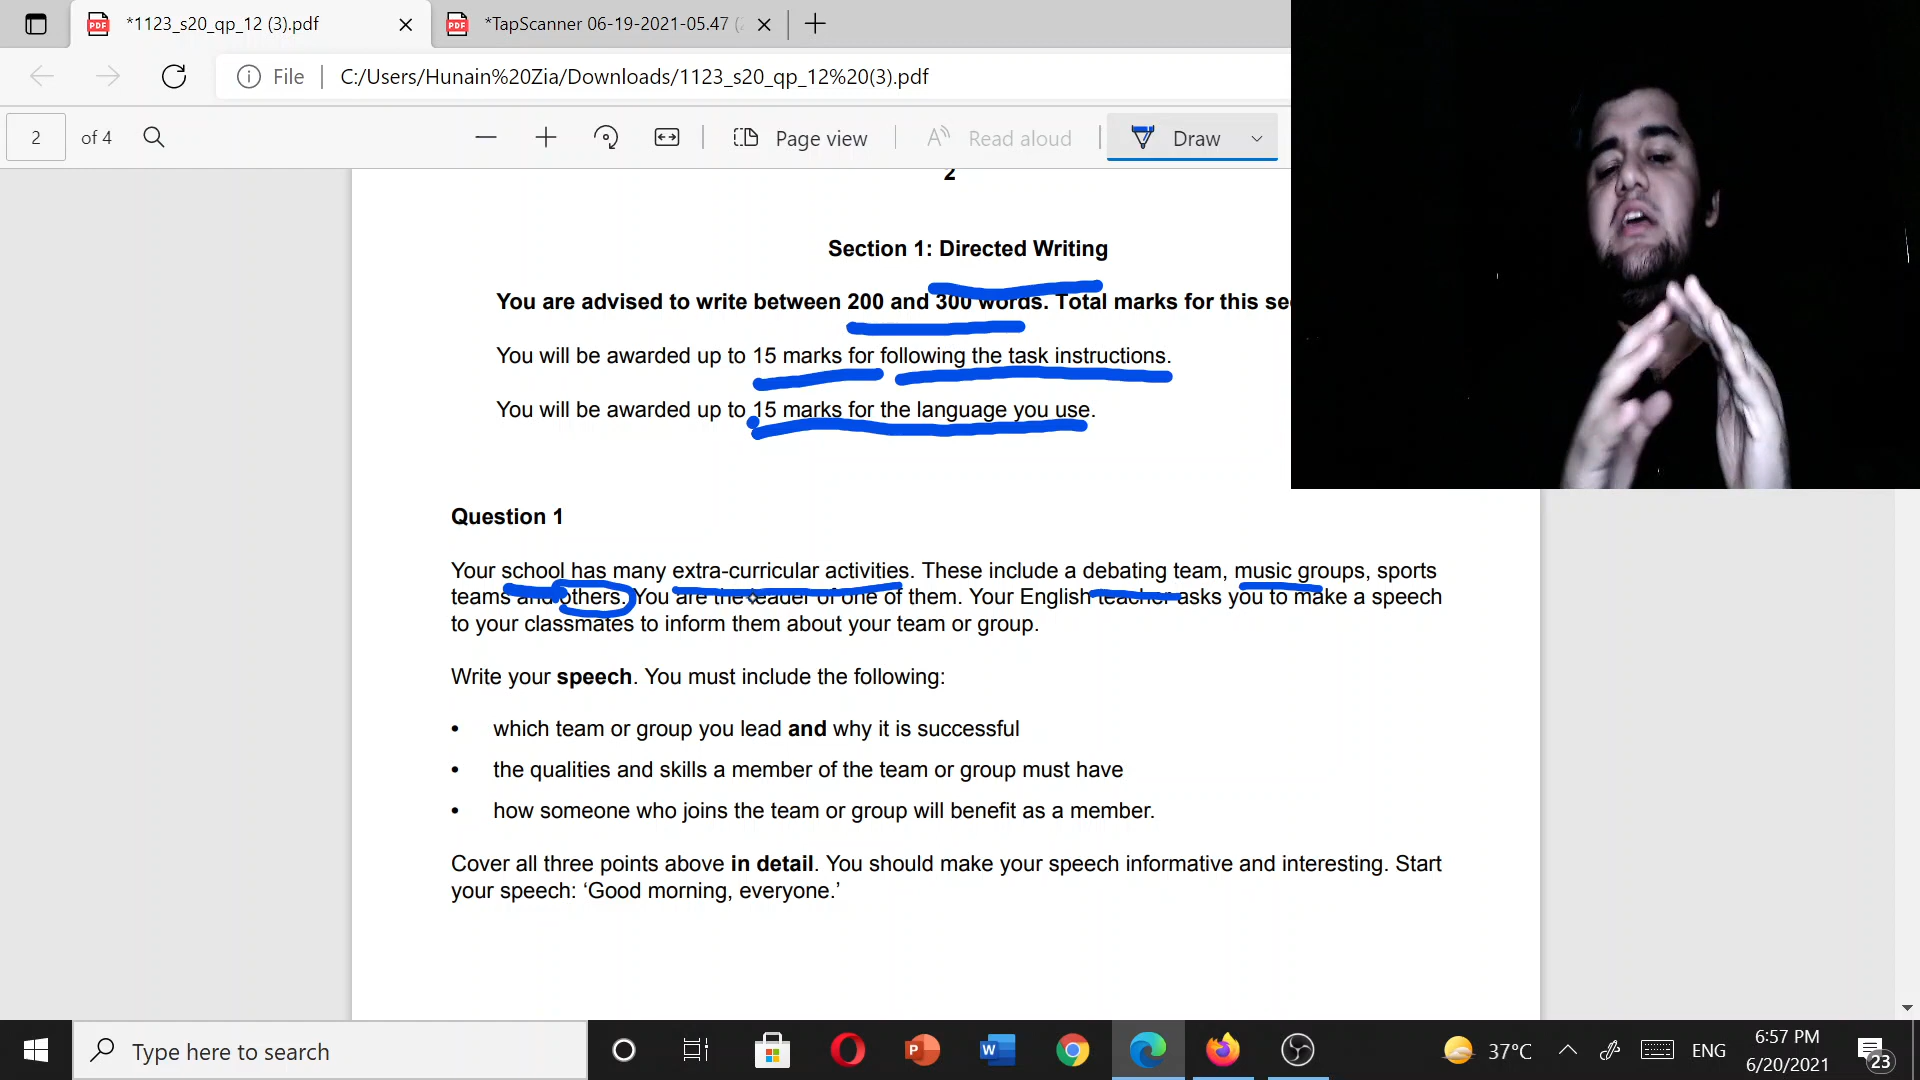 *1123_s20_qp_12 (3).pdf
*TapScanner 06-19-2021-05.47 (
File
C:/Users/Hunain%20Zia/Downloads/1123_s20_qp_12%20(3).pdf
2 of 4
Page view
Read aloud
Draw
2
Section 1: Directed Writing
You are advised to write between 200 and 300 words. Total marks for this se
You will be awarded up to 15 marks for following the task instructions.
You will be awarded up to 15 marks for the language you use.
Question 1
Your school has many extra-curricular activities. These include a debating team, music groups, sports
teams and others. You are the leader of one of them. Your English teacher asks you to make a speech
to your classmates to inform them about your team or group.
Write your speech. You must include the following:
• which team or group you lead and why it is successful
• the qualities and skills a member of the team or group must have
• how someone who joins the team or group will benefit as a member.
Cover all three points above in detail. You should make your speech informative and interesting. Start
your speech: ‘Good morning, everyone.’
Type here to search
37°C
ENG
6:57 PM
6/20/2021
23